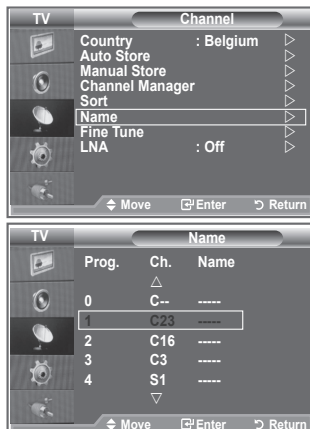 TV Channel
Country : Belgium
Auto Store
Manual Store
Channel Manager
Sort
Name
Fine Tune
LNA : Off
Move Enter Return
TV Name
Prog. Ch. Name
0 C-- -----
1 C23 -----
2 C16 -----
3 C3 -----
4 S1 -----
Move Enter Return